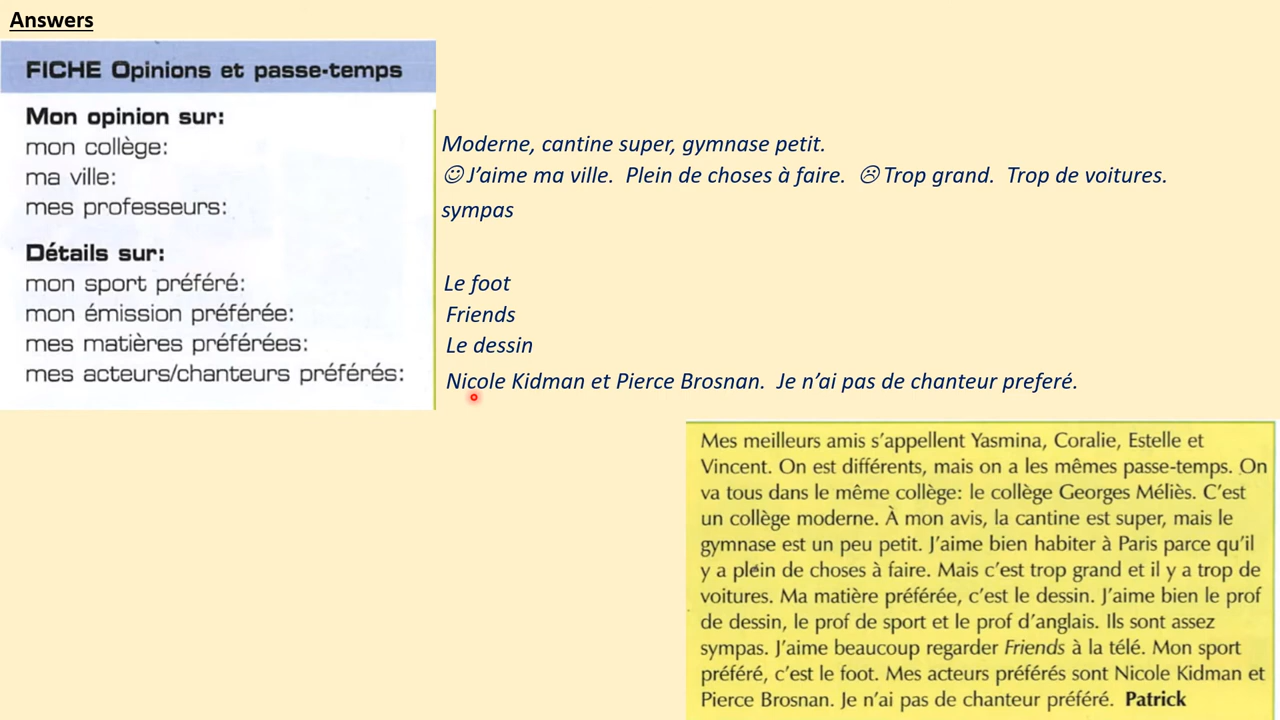 Answers
FICHE Opinions et passe-temps
Mon opinion sur:
mon collège:
Moderne, cantine super, gymnase petit.
ma ville:
☺ J’aime ma ville. Plein de choses à faire. ☹ Trop grand. Trop de voitures.
mes professeurs:
sympas
Détails sur:
mon sport préféré:
Le foot
mon émission préférée:
Friends
mes matières préférées:
Le dessin
mes acteurs/chanteurs préférés:
Nicole Kidman et Pierce Brosnan. Je n’ai pas de chanteur preferé.
Mes meilleurs amis s’appellent Yasmina, Coralie, Estelle et
Vincent. On est différents, mais on a les mêmes passe-temps. On
va tous dans le même collège: le collège Georges Méliès. C’est
un collège moderne. À mon avis, la cantine est super, mais le
gymnase est un peu petit. J’aime bien habiter à Paris parce qu’il
y a plein de choses à faire. Mais c’est trop grand et il y a trop de
voitures. Ma matière préférée, c’est le dessin. J’aime bien le prof
de dessin, le prof de sport et le prof d’anglais. Ils sont assez
sympas. J’aime beaucoup regarder Friends à la télé. Mon sport
préféré, c’est le foot. Mes acteurs préférés sont Nicole Kidman et
Pierce Brosnan. Je n’ai pas de chanteur préféré. Patrick